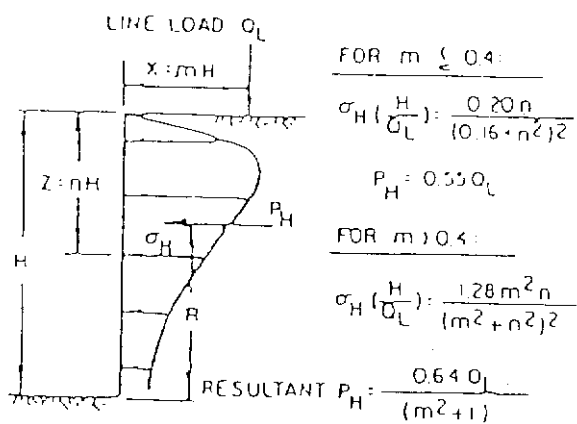 LINE LOAD Q_L
X = mH
FOR m ≤ 0.4:
σ_H (H/Q_L) = 0.20n/(0.16+n²)²
Z = nH
P_H = 0.55 Q_L
P_H
FOR m > 0.4:
σ_H
H
σ_H (H/Q_L) = 1.28m²n/(m²+n²)²
R
RESULTANT P_H = 0.64 Q_L/(m²+1)